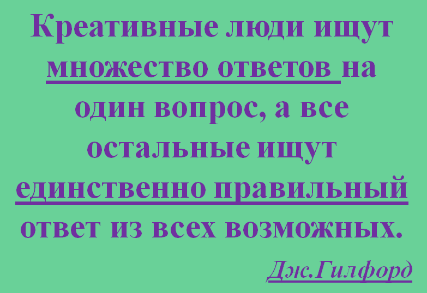 Креативные люди ищут
множество ответов на
один вопрос, а все
остальные ищут
единственно правильный
ответ из всех возможных.
Дж.Гилфорд